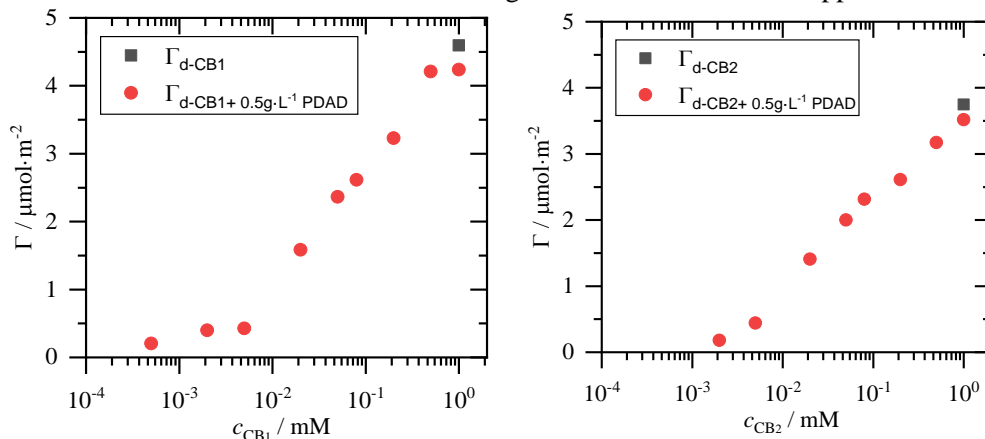 5
4
3
2
1
0
Γ / μmol·m⁻²
Γd-CB1
Γd-CB1+ 0.5g·L⁻¹ PDAD
10⁻⁴ 10⁻³ 10⁻² 10⁻¹ 10⁰
cCB₁ / mM
5
4
3
2
1
0
Γ / μmol·m⁻²
Γd-CB2
Γd-CB2+ 0.5g·L⁻¹ PDAD
10⁻⁴ 10⁻³ 10⁻² 10⁻¹ 10⁰
cCB₂ / mM